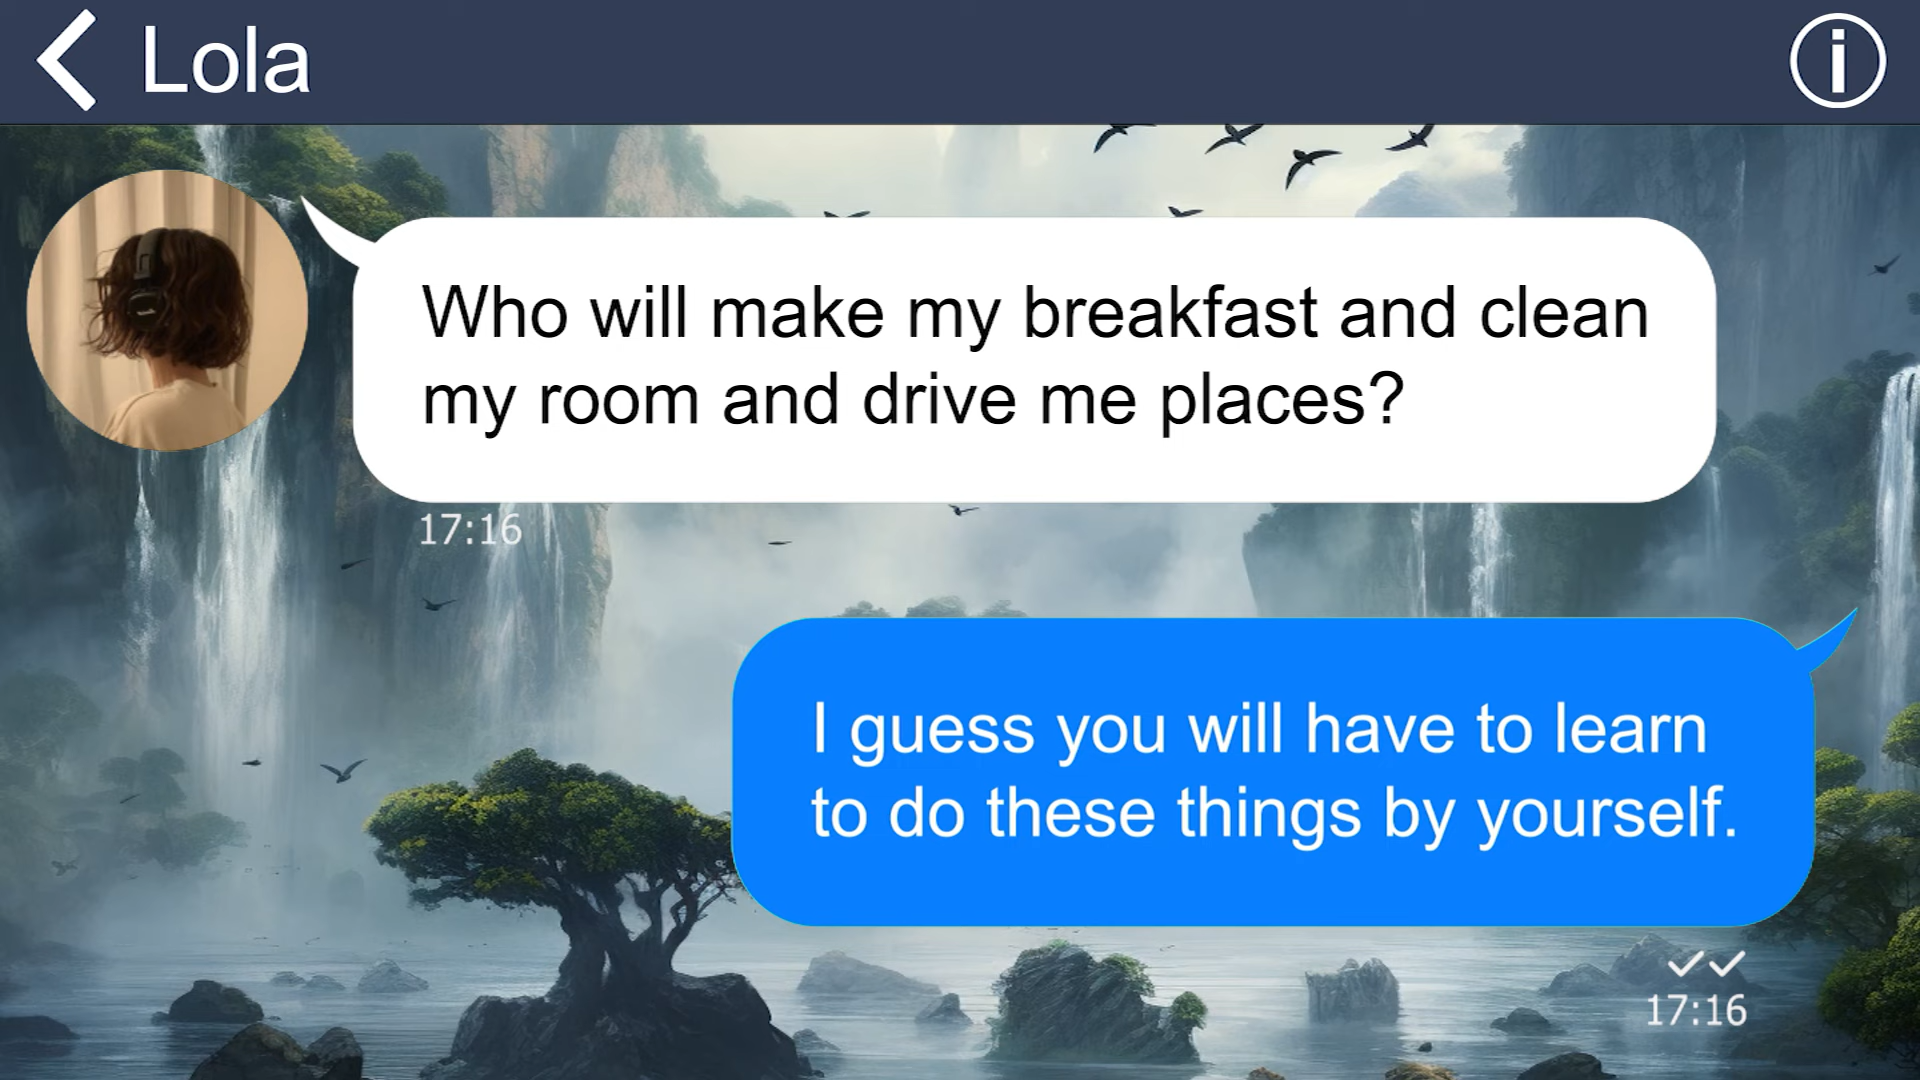 Lola
Who will make my breakfast and clean
my room and drive me places?
17:16
I guess you will have to learn
to do these things by yourself.
17:16